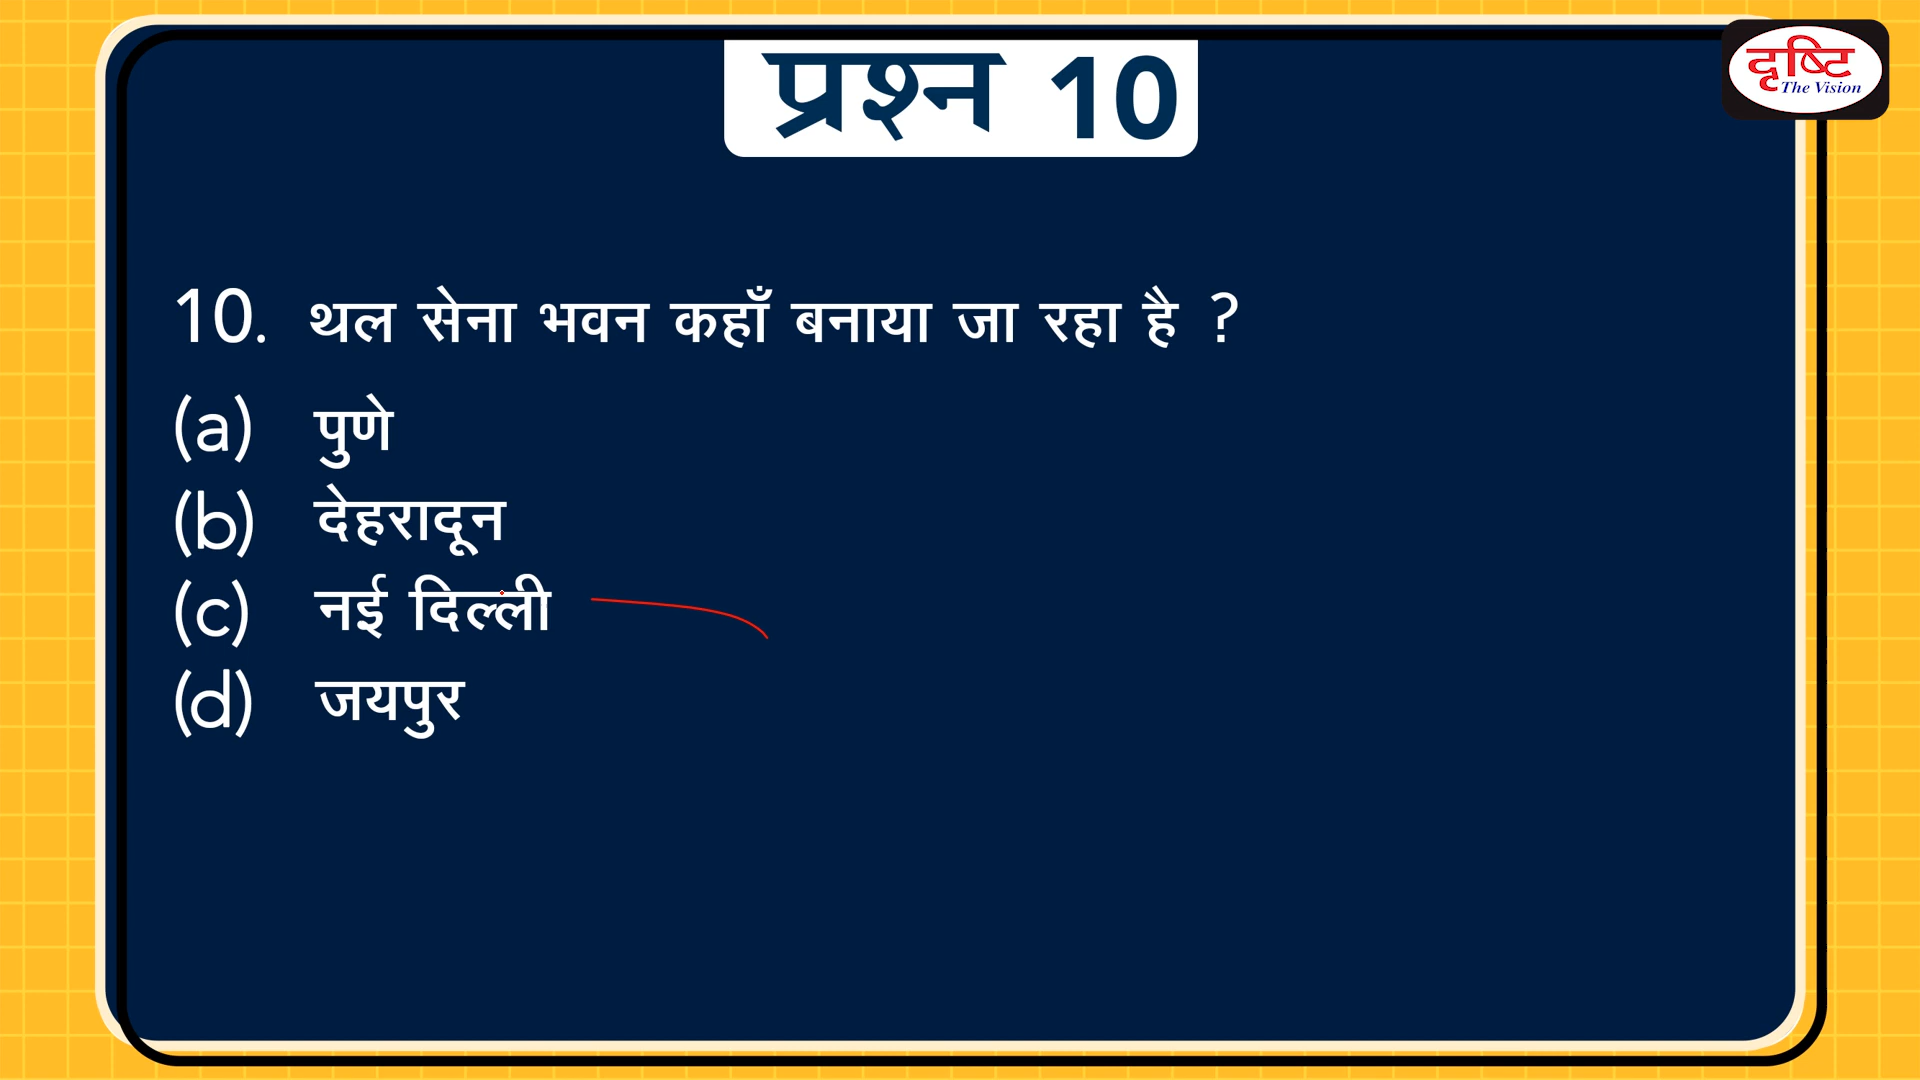 प्रश्न 10
दृष्टि
The Vision
10. थल सेना भवन कहाँ बनाया जा रहा है ?
(a) पुणे
(b) देहरादून
(c) नई दिल्ली
(d) जयपुर